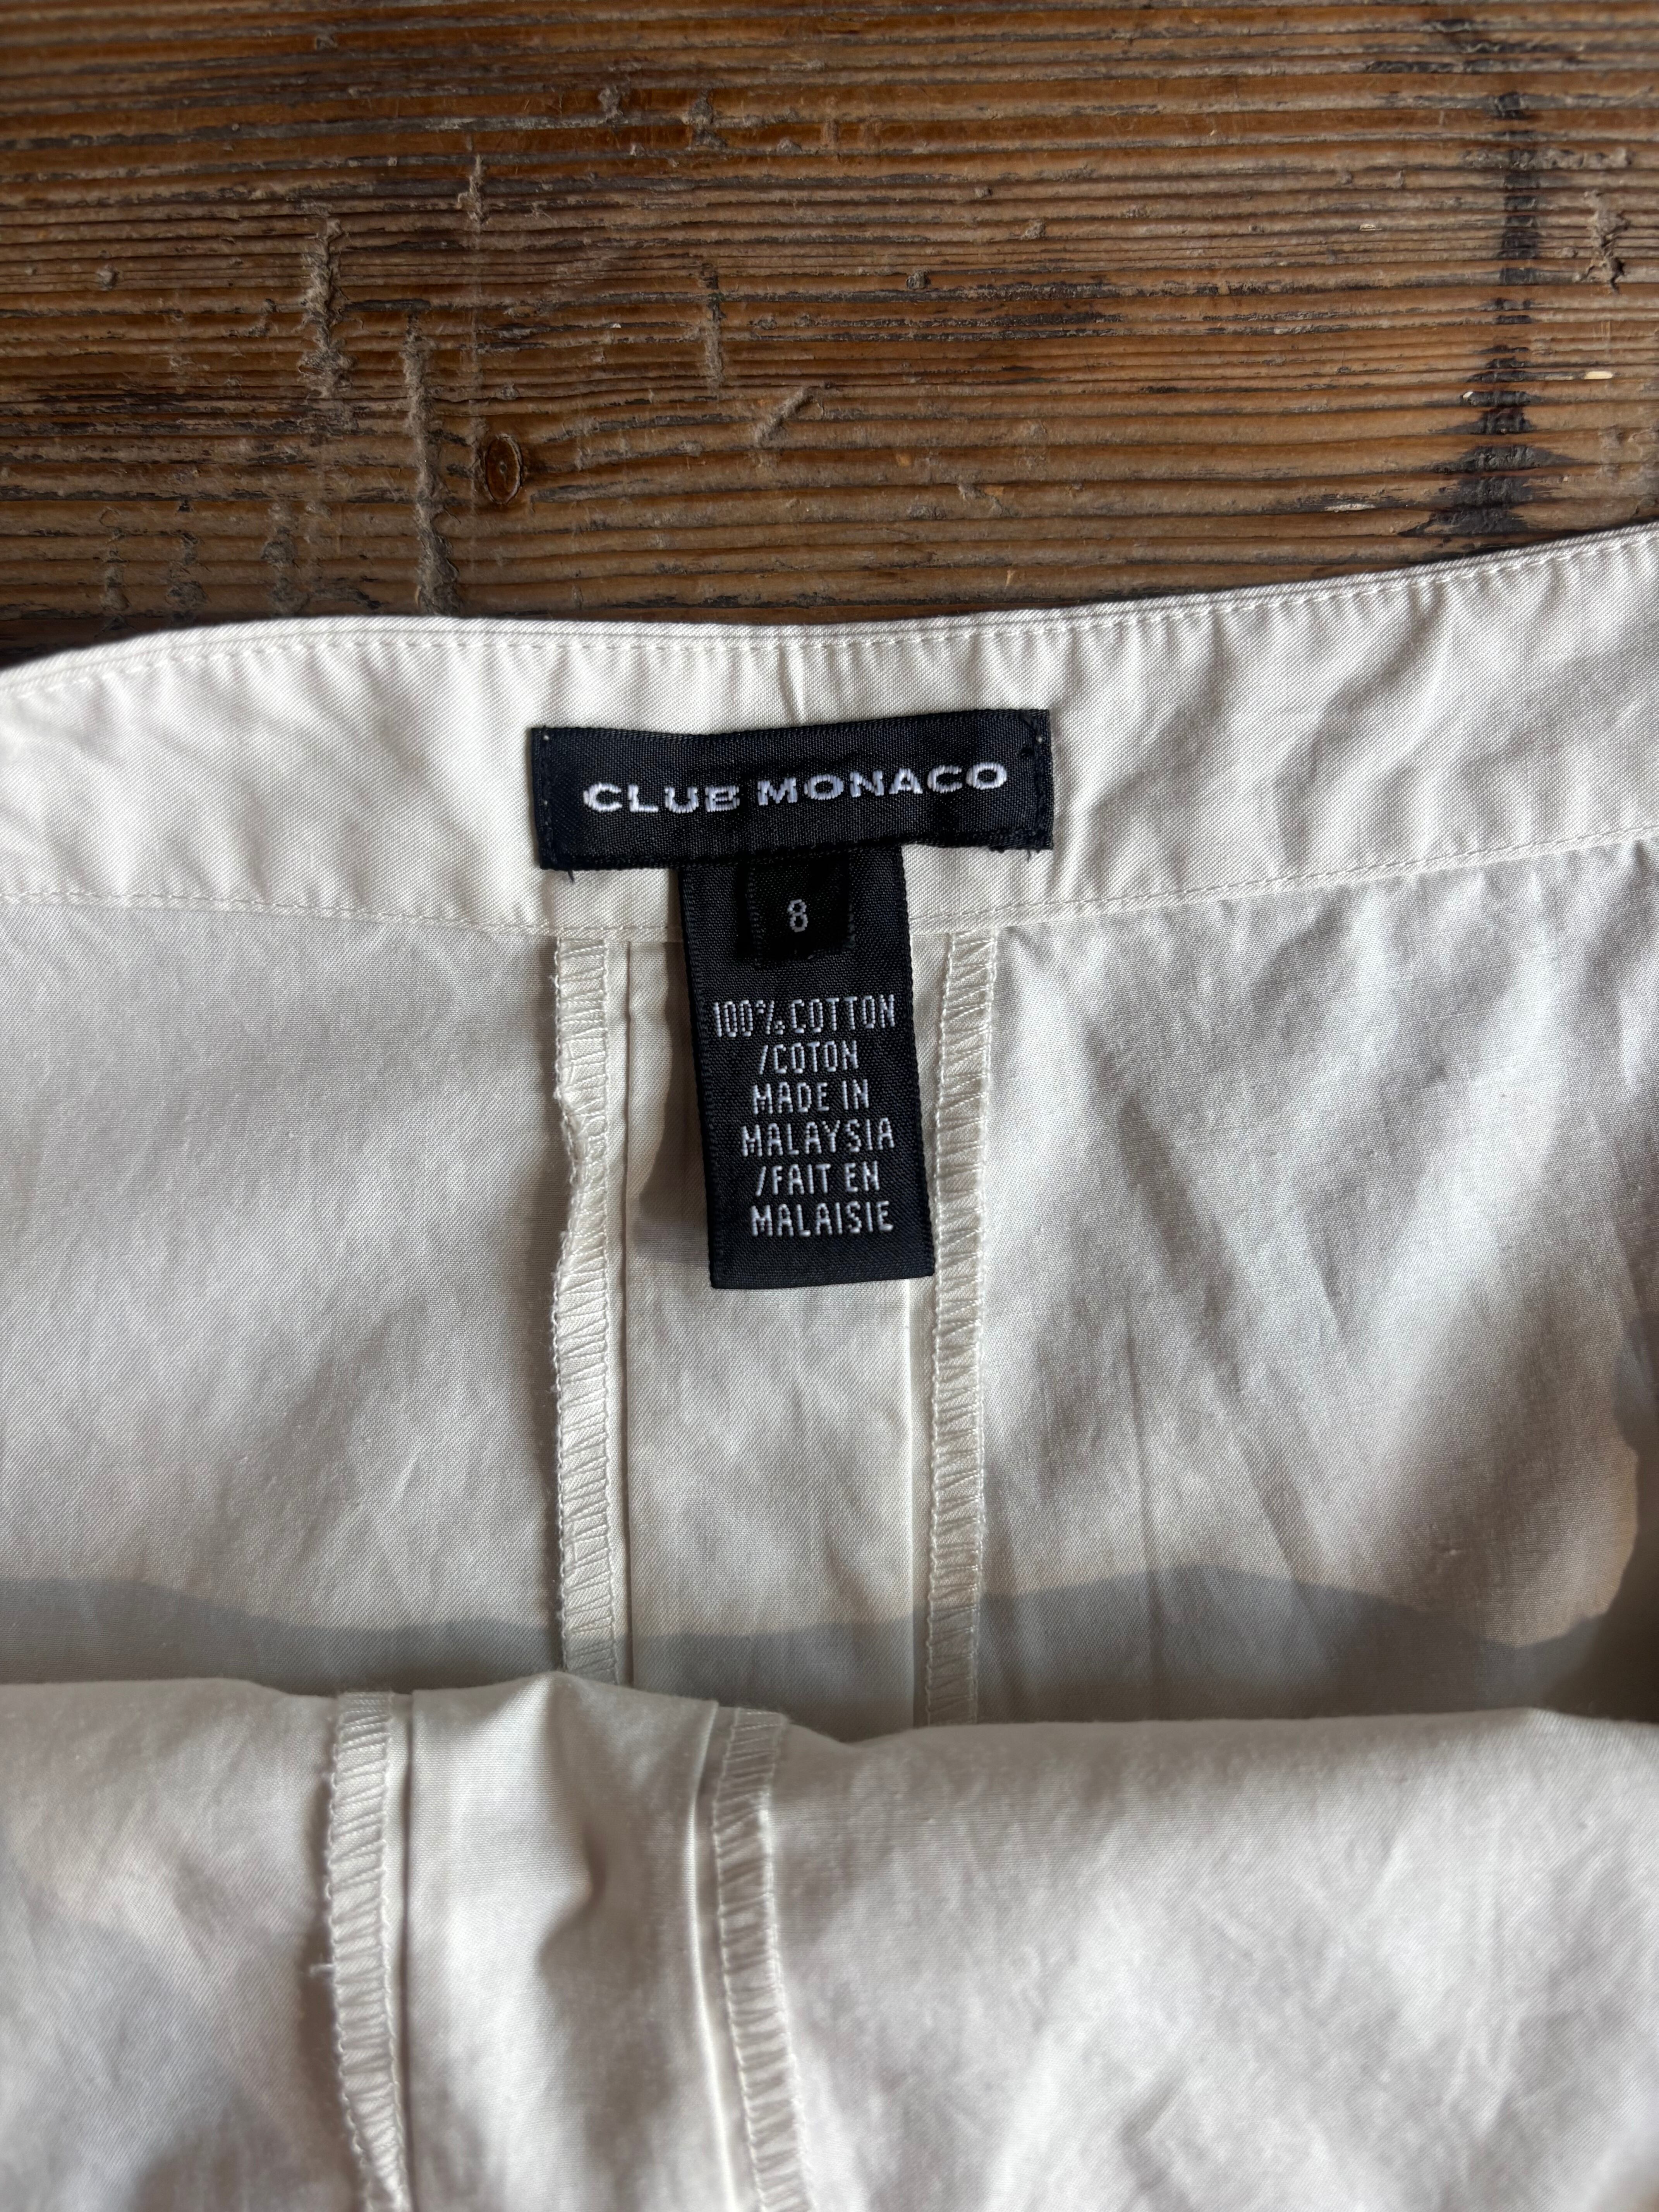 CLUB MONACO
8
100% COTTON
/COTON
MADE IN
MALAYSIA
/FAIT EN
MALAISIE